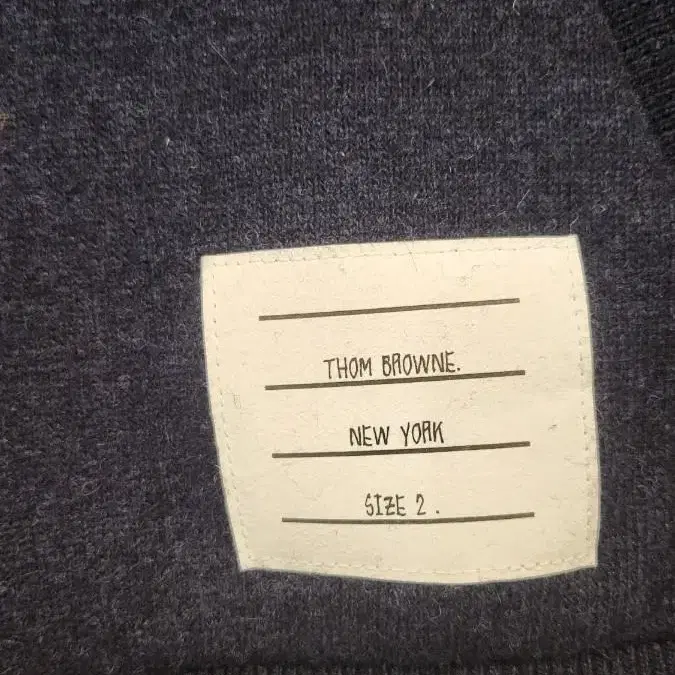 THOM BROWNE.
NEW YORK
SIZE 2 .